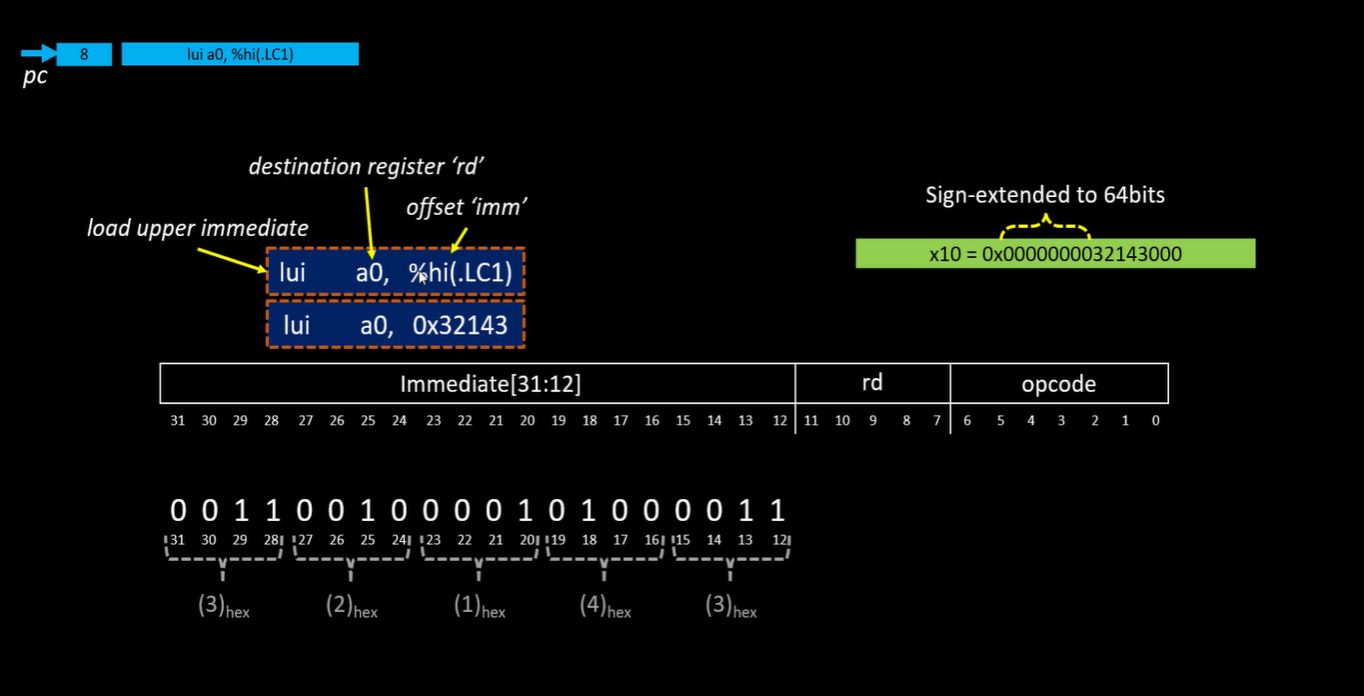 8 lui a0, %hi(.LC1)
pc
destination register ‘rd’
offset ‘imm’
load upper immediate
Sign-extended to 64bits
x10 = 0x0000000032143000
lui a0, %hi(.LC1)
lui a0, 0x32143
Immediate[31:12] rd opcode
31 30 29 28 27 26 25 24 23 22 21 20 19 18 17 16 15 14 13 12 11 10 9 8 7 6 5 4 3 2 1 0
0 0 1 1 0 0 1 0 0 0 0 1 0 1 0 0 0 0 1 1
31 30 29 28 27 26 25 24 23 22 21 20 19 18 17 16 15 14 13 12
(3)hex (2)hex (1)hex (4)hex (3)hex